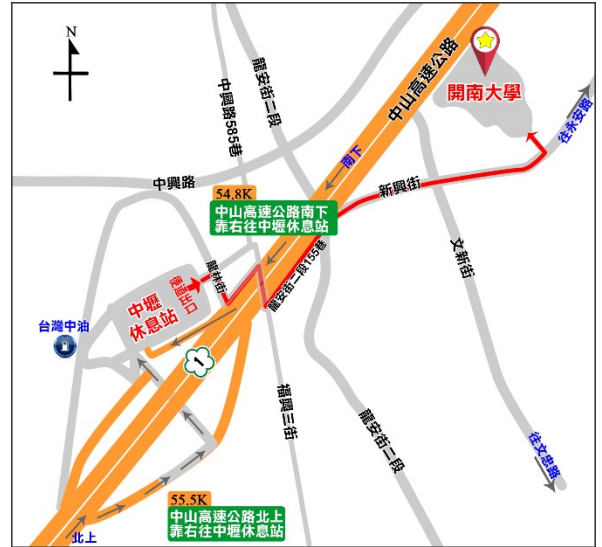 N
中山高速公路
龍安街二段
中興路585巷
開南大學
往永安路
南下
新興街
中興路
54.8K
中山高速公路南下
靠右往中壢休息站
文新街
龍林街
便道出口
龍安街二段155巷
中壢
休息站
台灣中油
1
福興三街
龍安街二段
往文忠路
55.5K
中山高速公路北上
靠右往中壢休息站
北上